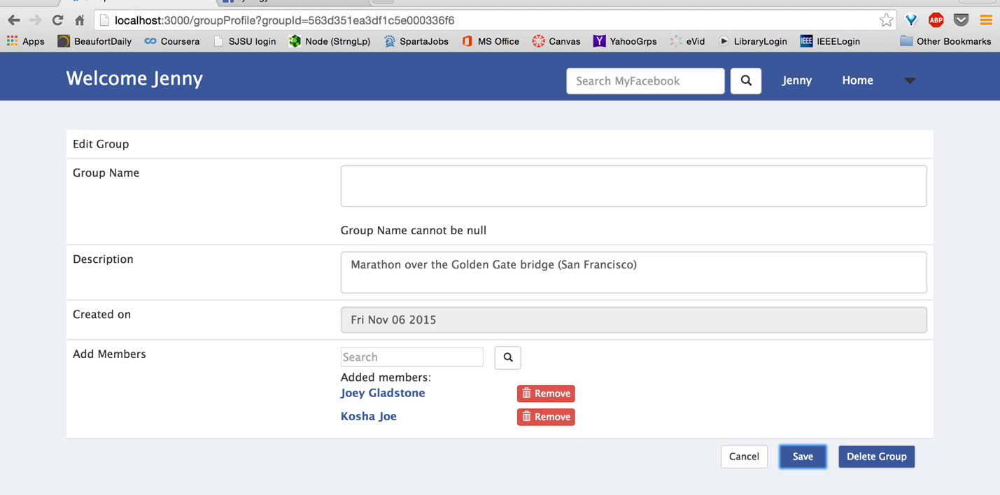 localhost:3000/groupProfile?groupId=563d351ea3df1c5e000336f6
ABP
Apps BeaufortDaily Coursera SJSU login Node (StrngLp) SpartaJobs MS Office Canvas YahooGrps eVid LibraryLogin IEEE IEEELogin Other Bookmarks
Welcome Jenny
Search MyFacebook
Jenny
Home
Edit Group
Group Name
Group Name cannot be null
Description
Marathon over the Golden Gate bridge (San Francisco)
Created on
Fri Nov 06 2015
Add Members
Search
Added members:
Joey Gladstone
Remove
Kosha Joe
Remove
Cancel
Save
Delete Group